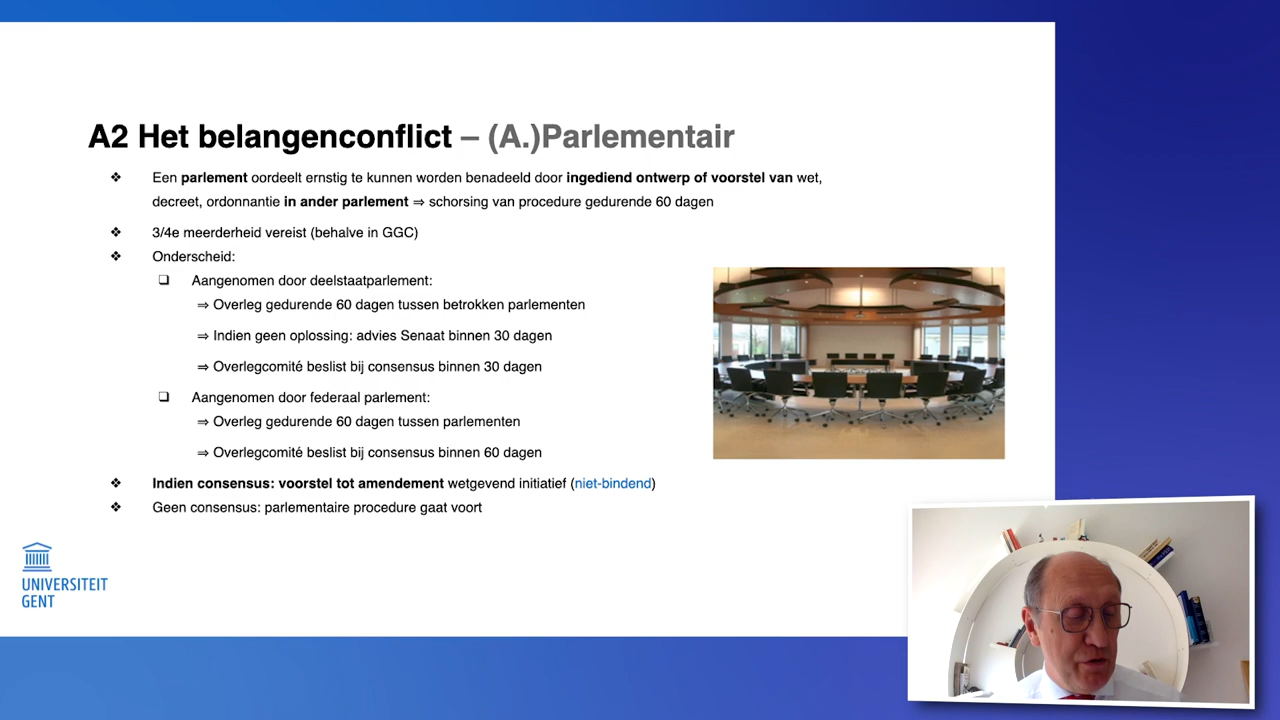 A2 Het belangenconflict – (A.)Parlementair
❖ Een parlement oordeelt ernstig te kunnen worden benadeeld door ingediend ontwerp of voorstel van wet,
decreet, ordonnantie in ander parlement ⇒ schorsing van procedure gedurende 60 dagen
❖ 3/4e meerderheid vereist (behalve in GGC)
❖ Onderscheid:
❑ Aangenomen door deelstaatparlement:
⇒ Overleg gedurende 60 dagen tussen betrokken parlementen
⇒ Indien geen oplossing: advies Senaat binnen 30 dagen
⇒ Overlegcomité beslist bij consensus binnen 30 dagen
❑ Aangenomen door federaal parlement:
⇒ Overleg gedurende 60 dagen tussen parlementen
⇒ Overlegcomité beslist bij consensus binnen 60 dagen
❖ Indien consensus: voorstel tot amendement wetgevend initiatief (niet-bindend)
❖ Geen consensus: parlementaire procedure gaat voort
UNIVERSITEIT
GENT